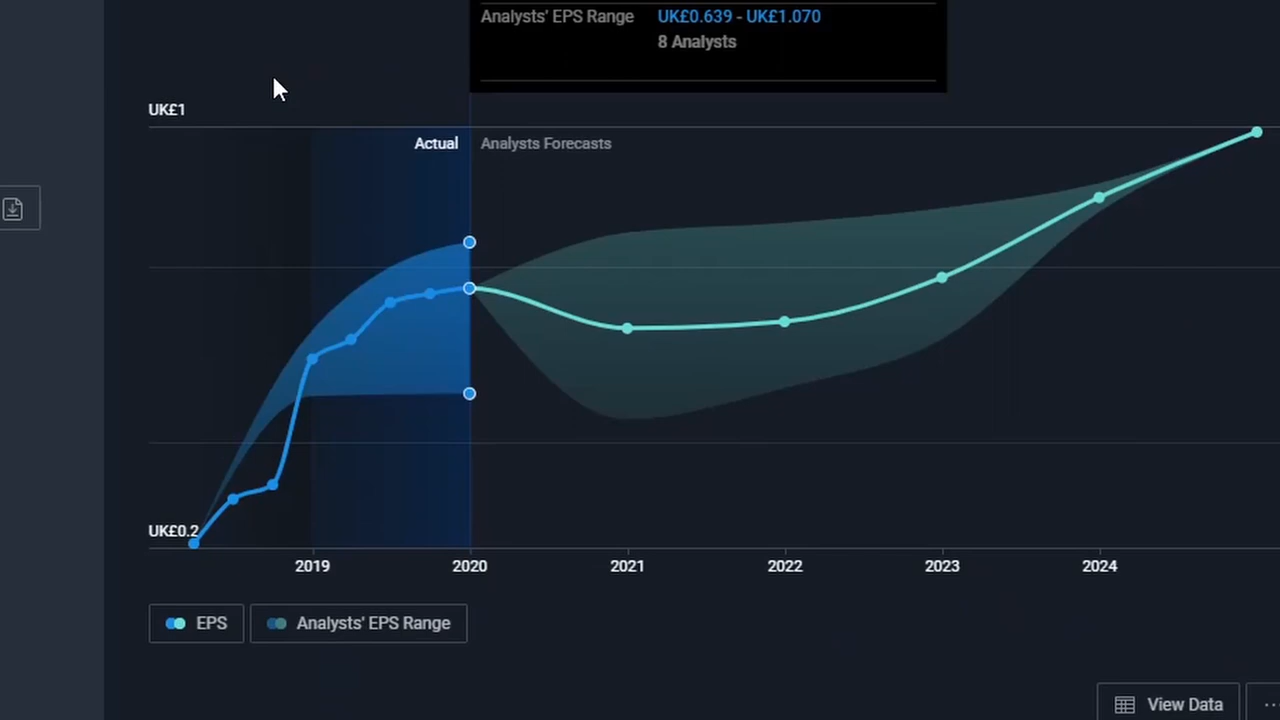 Analysts' EPS Range UK£0.639 - UK£1.070
8 Analysts
UK£1
Actual Analysts Forecasts
UK£0.2
2019 2020 2021 2022 2023 2024
EPS Analysts' EPS Range
View Data